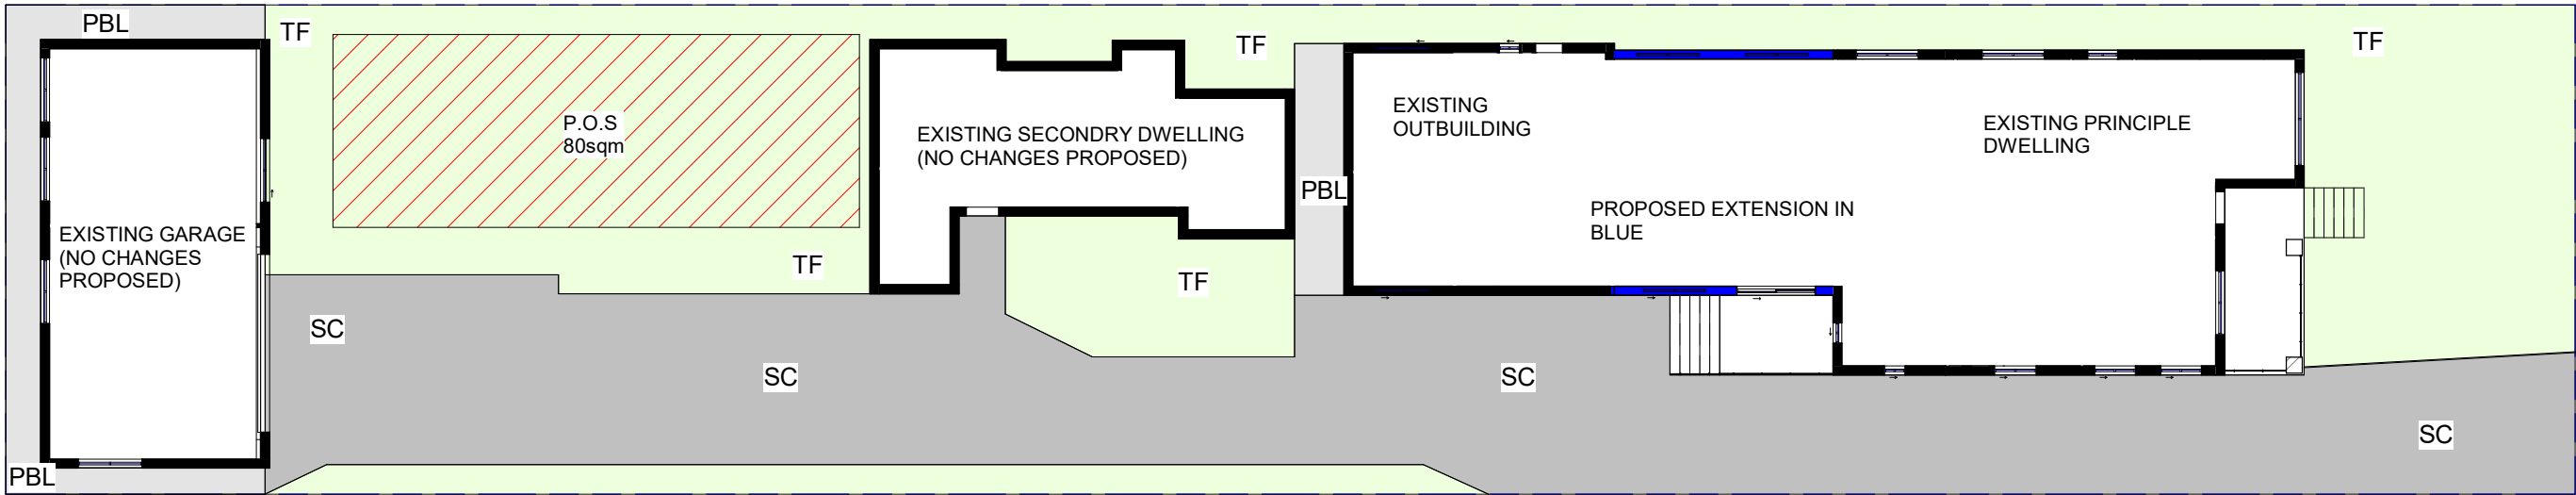 PBL
TF
P.O.S
80sqm
EXISTING GARAGE
(NO CHANGES
PROPOSED)
TF
SC
PBL
SC
EXISTING SECONDRY DWELLING
(NO CHANGES PROPOSED)
TF
TF
PBL
EXISTING
OUTBUILDING
PROPOSED EXTENSION IN
BLUE
EXISTING PRINCIPLE
DWELLING
TF
SC
SC